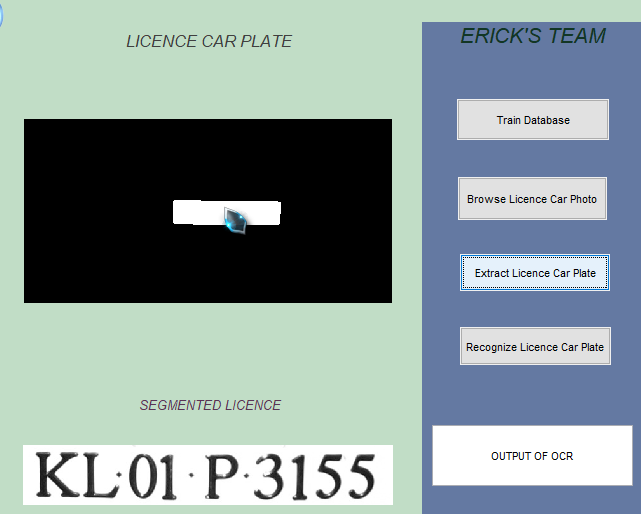 LICENCE CAR PLATE
ERICK'S TEAM
Train Database
Browse Licence Car Photo
Extract Licence Car Plate
Recognize Licence Car Plate
SEGMENTED LICENCE
KL·01·P·3155
OUTPUT OF OCR